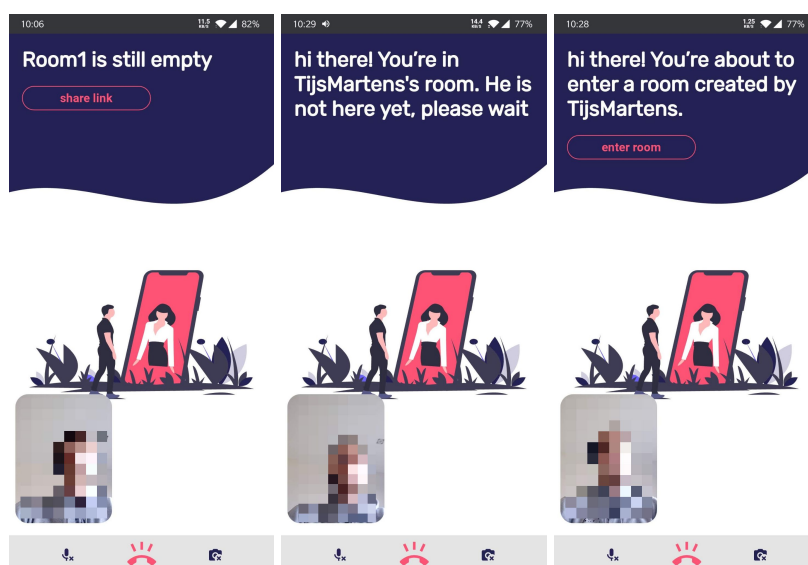 10:06
11.5
KB/S
82%
Room1 is still empty
share link
10:29
14.4
KB/S
77%
hi there! You're in
TijsMartens's room. He is
not here yet, please wait
10:28
1.25
KB/S
77%
hi there! You're about to
enter a room created by
TijsMartens.
enter room